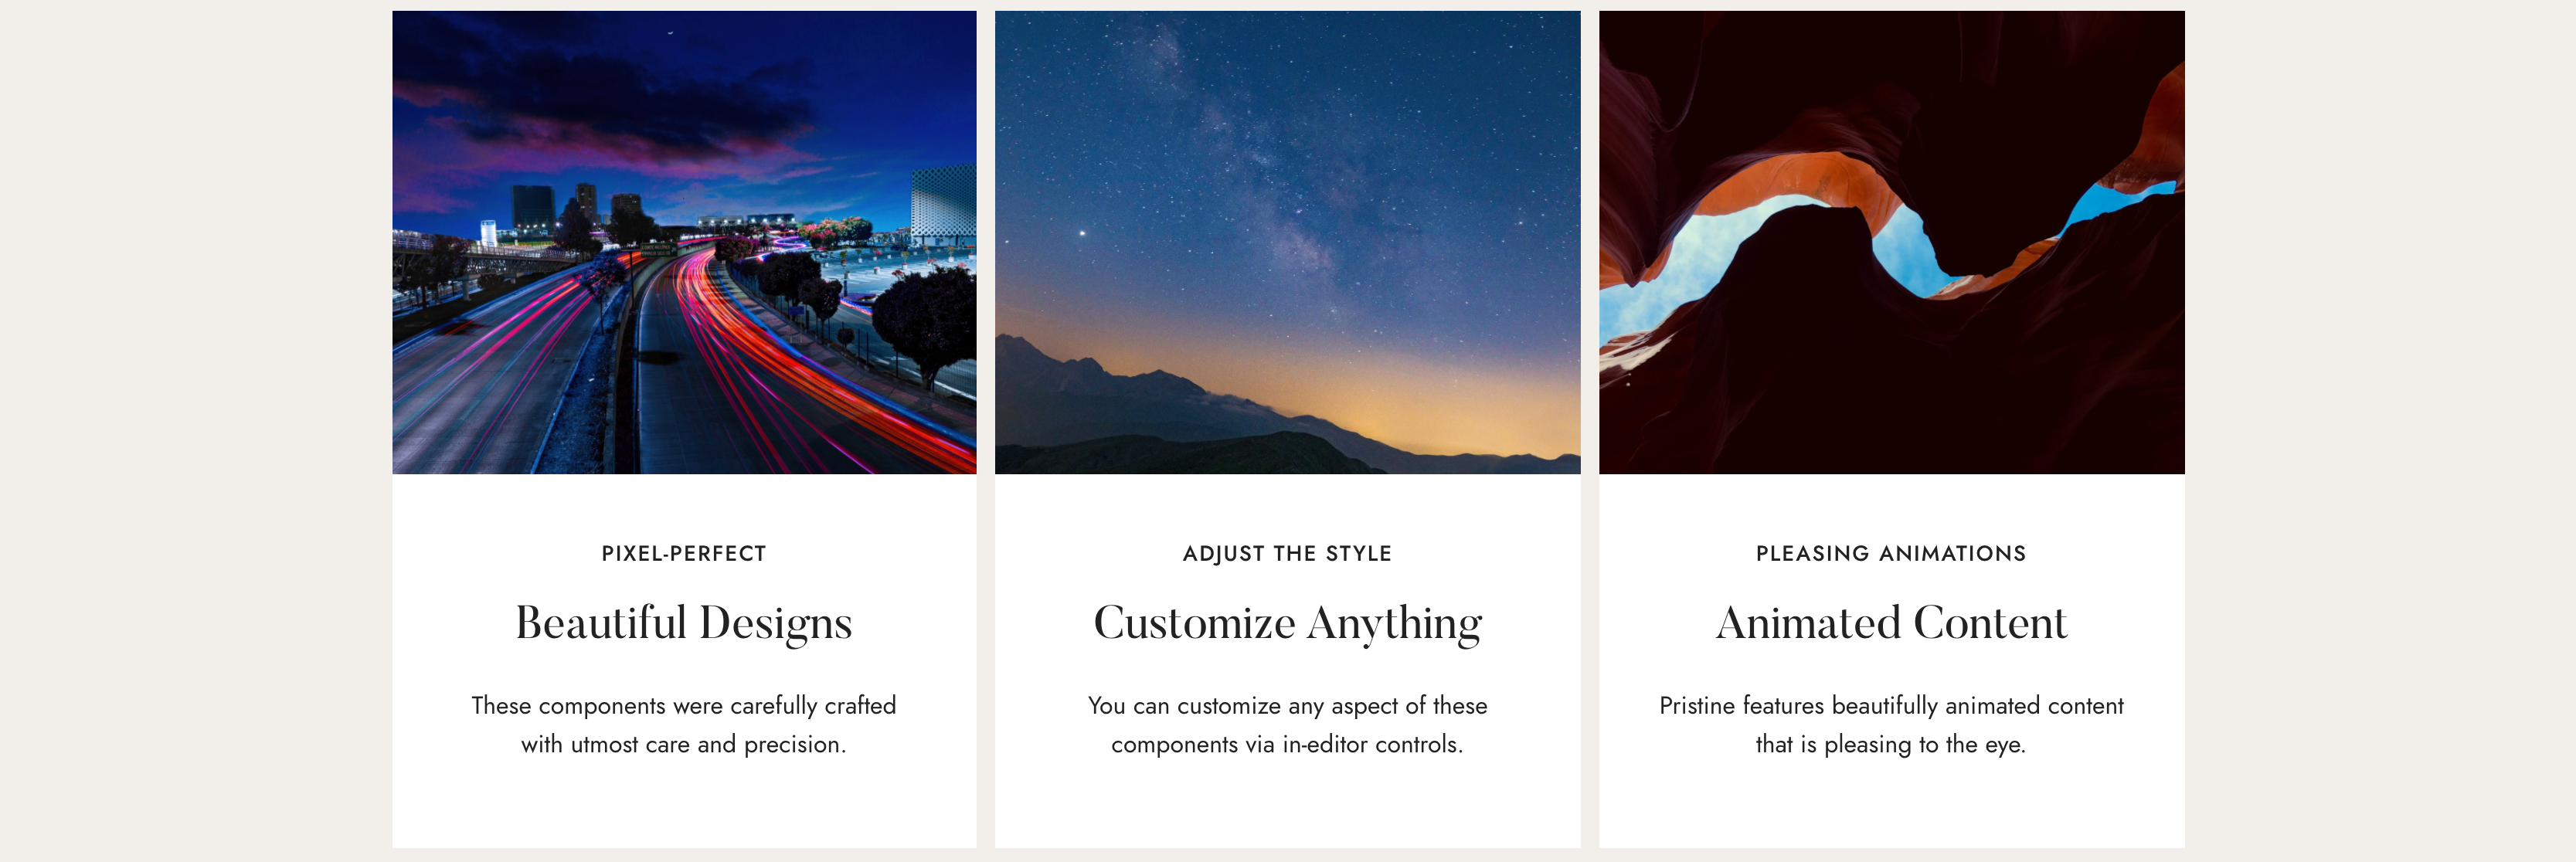 PIXEL-PERFECT
Beautiful Designs
These components were carefully crafted
with utmost care and precision.
ADJUST THE STYLE
Customize Anything
You can customize any aspect of these
components via in-editor controls.
PLEASING ANIMATIONS
Animated Content
Pristine features beautifully animated content
that is pleasing to the eye.